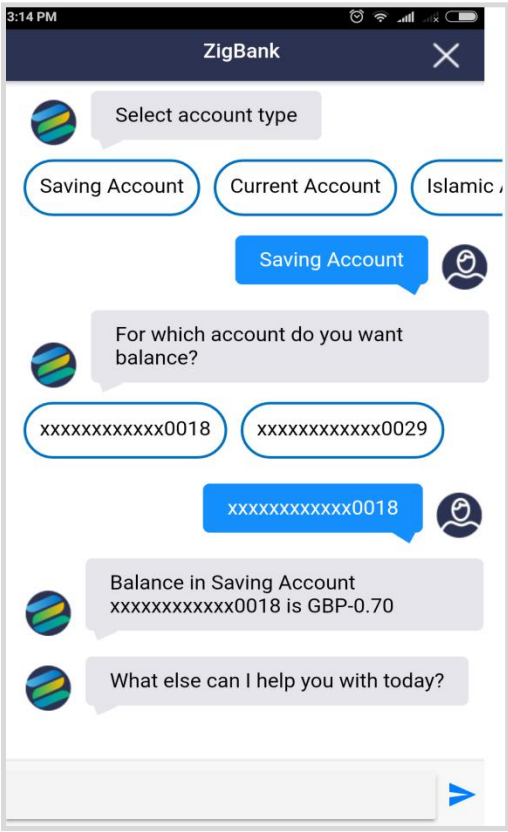 3:14 PM
ZigBank
Select account type
Saving Account
Current Account
Islamic
Saving Account
For which account do you want
balance?
xxxxxxxxxxxx0018
xxxxxxxxxxxx0029
xxxxxxxxxxxx0018
Balance in Saving Account
xxxxxxxxxxxx0018 is GBP-0.70
What else can I help you with today?